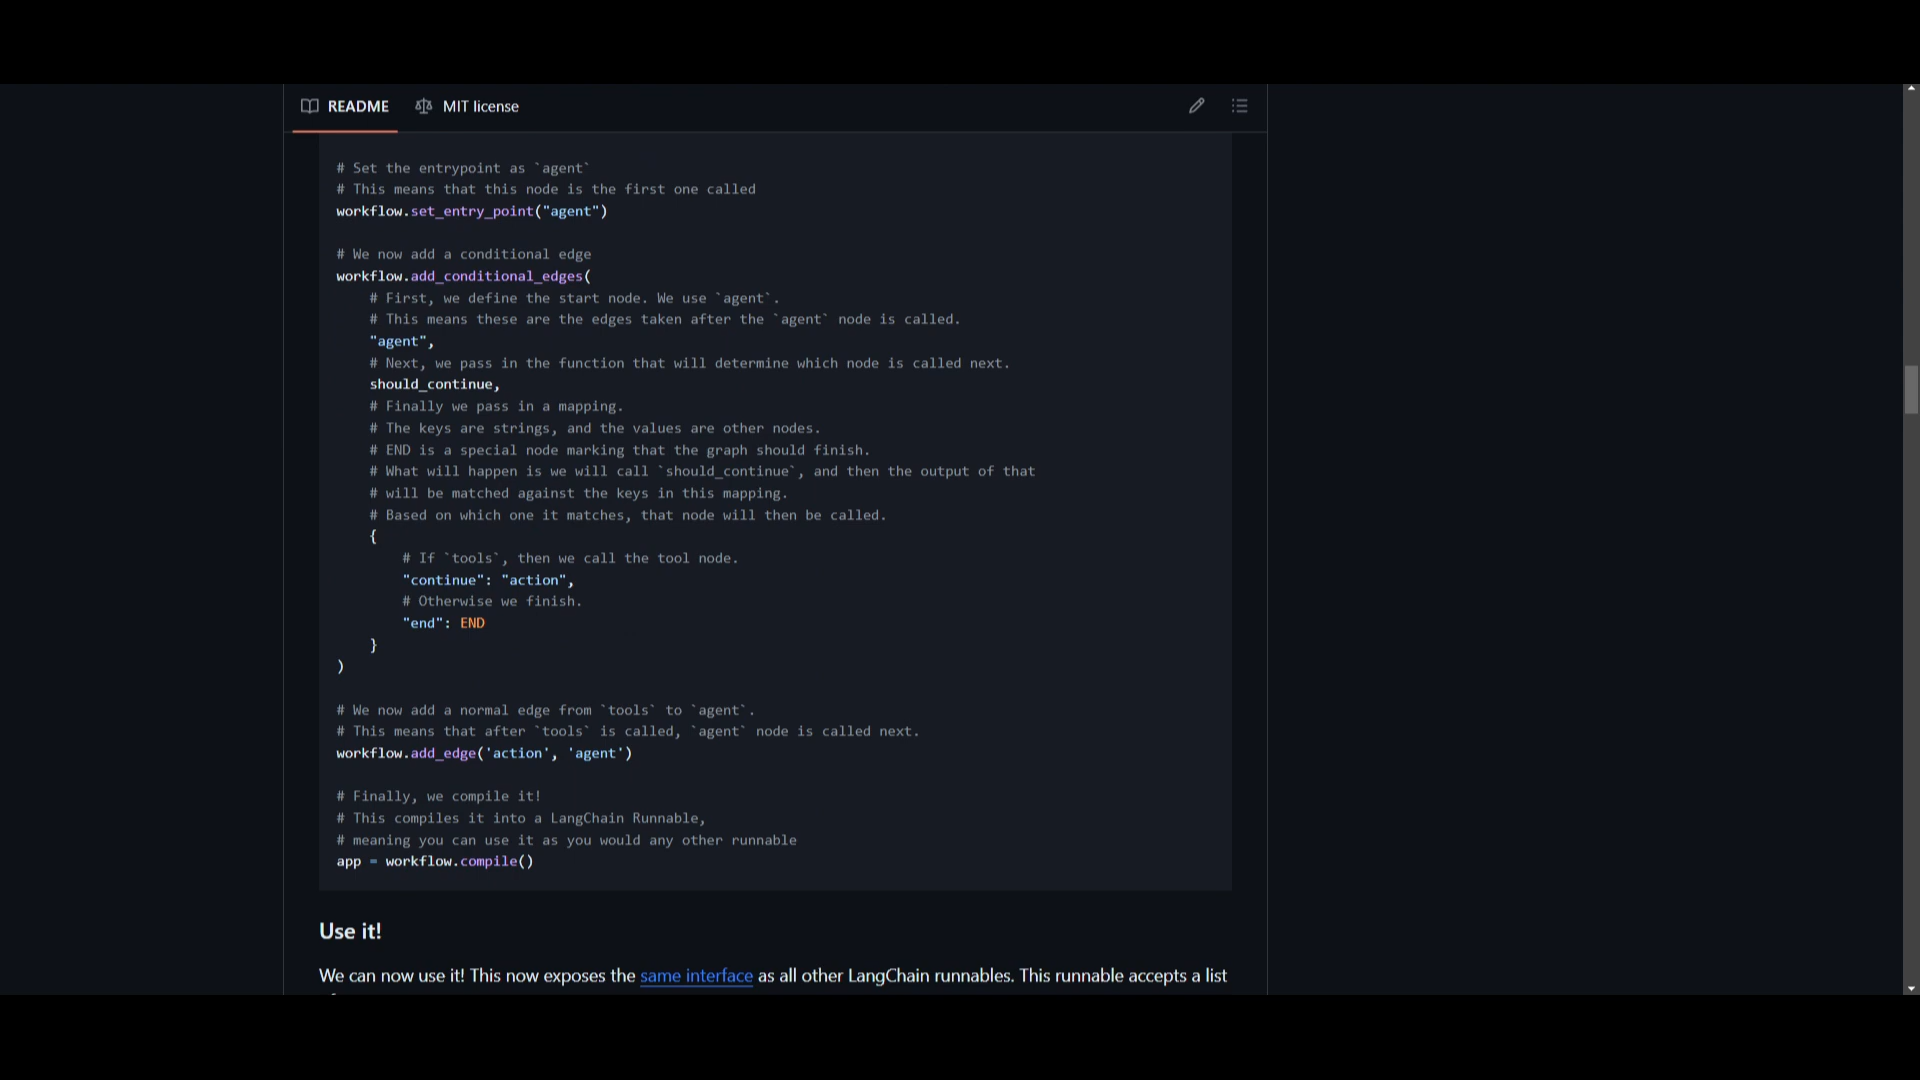 README MIT license
# Set the entrypoint as `agent`
# This means that this node is the first one called
workflow.set_entry_point("agent")
# We now add a conditional edge
workflow.add_conditional_edges(
# First, we define the start node. We use `agent`.
# This means these are the edges taken after the `agent` node is called.
"agent",
# Next, we pass in the function that will determine which node is called next.
should_continue,
# Finally we pass in a mapping.
# The keys are strings, and the values are other nodes.
# END is a special node marking that the graph should finish.
# What will happen is we will call `should_continue`, and then the output of that
# will be matched against the keys in this mapping.
# Based on which one it matches, that node will then be called.
{
# If `tools`, then we call the tool node.
"continue": "action",
# Otherwise we finish.
"end": END
}
)
# We now add a normal edge from `tools` to `agent`.
# This means that after `tools` is called, `agent` node is called next.
workflow.add_edge('action', 'agent')
# Finally, we compile it!
# This compiles it into a LangChain Runnable,
# meaning you can use it as you would any other runnable
app = workflow.compile()
Use it!
We can now use it! This now exposes the same interface as all other LangChain runnables. This runnable accepts a list